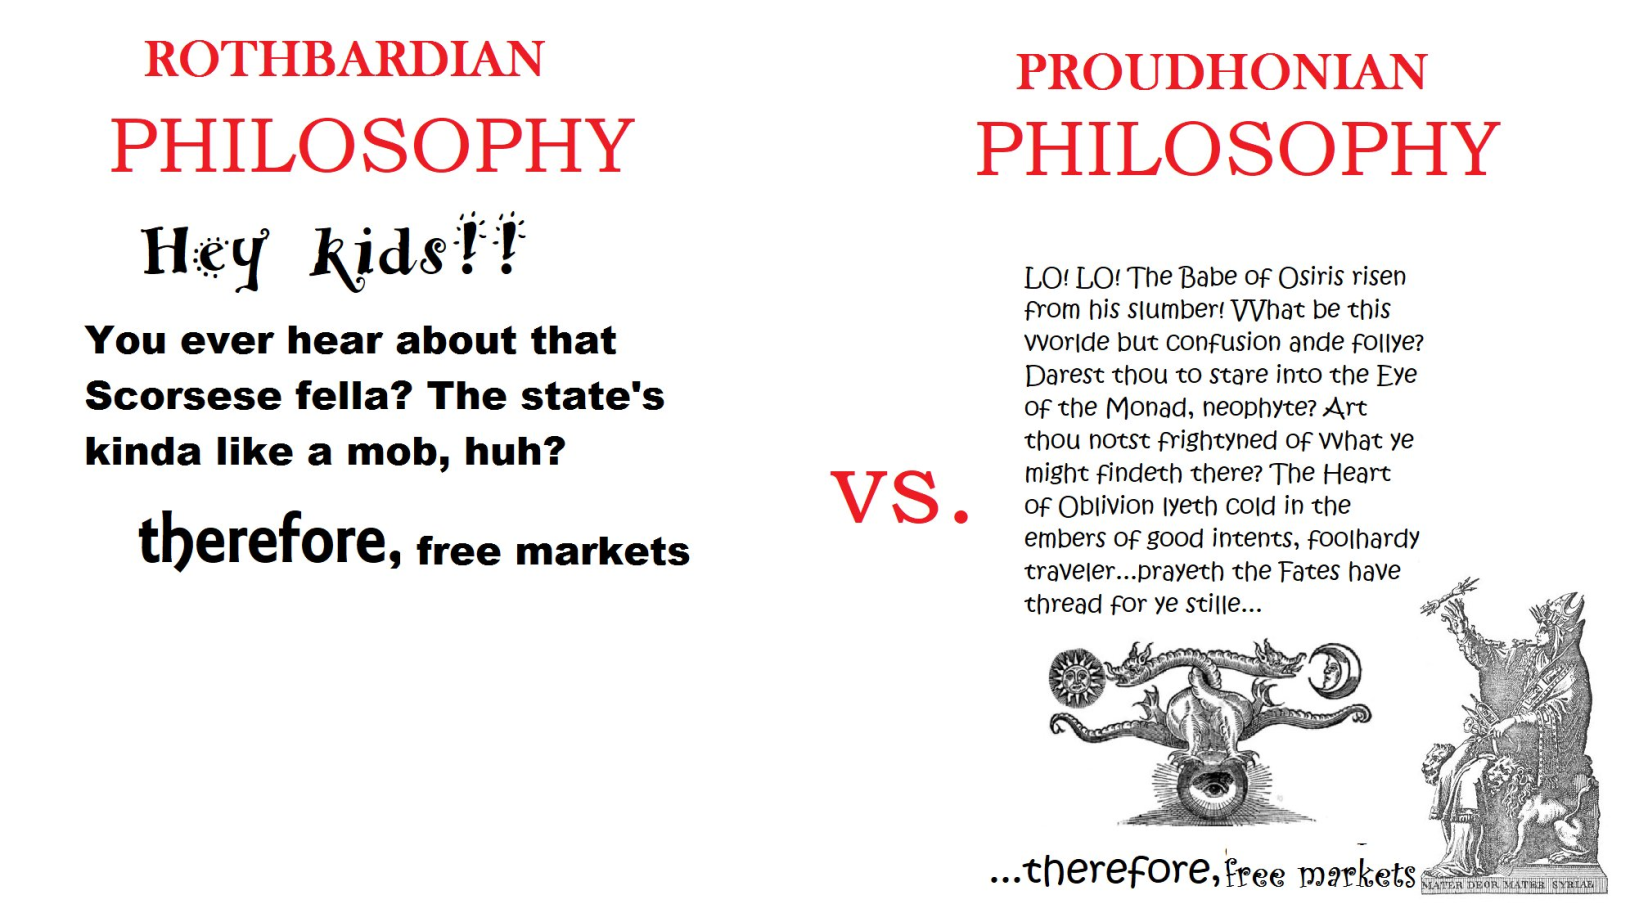 ROTHBARDIAN
PHILOSOPHY
Hey kids!!
You ever hear about that
Scorsese fella? The state's
kinda like a mob, huh?
therefore, free markets
vs.
PROUDHONIAN
PHILOSOPHY
LO! LO! The Babe of Osiris risen
from his slumber! VVhat be this
vvorlde but confusion ande follye?
Darest thou to stare into the Eye
of the Monad, neophyte? Art
thou notst frightyned of vvhat ye
might findeth there? The Heart
of Oblivion lyeth cold in the
embers of good intents, foolhardy
traveler...prayeth the Fates have
thread for ye stille...
...therefore, free markets
MATER DEOR MATER SYRIAE